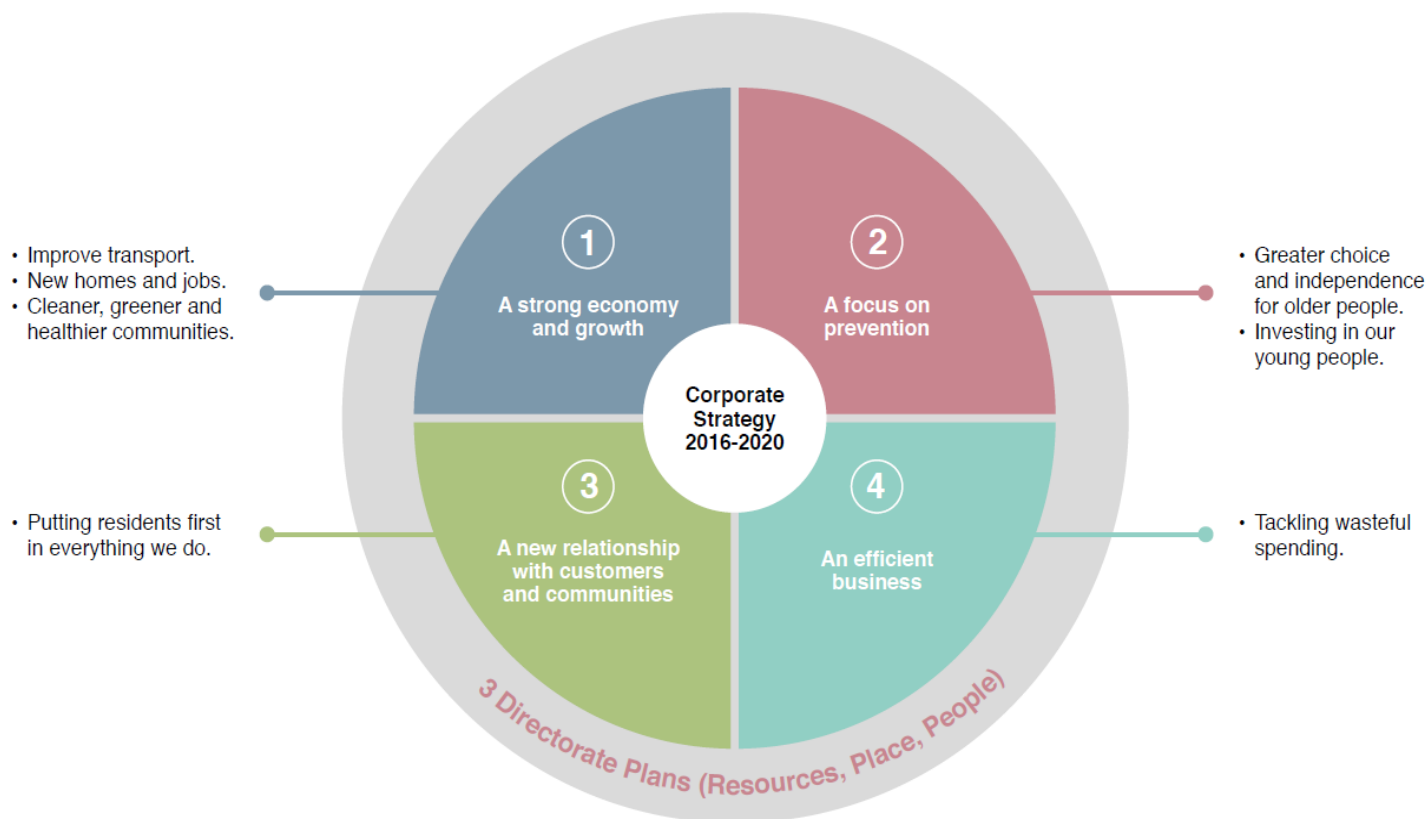 • Improve transport.
• New homes and jobs.
• Cleaner, greener and
healthier communities.
1
A strong economy
and growth
2
A focus on
prevention
• Greater choice
and independence
for older people.
• Investing in our
young people.
Corporate
Strategy
2016-2020
• Putting residents first
in everything we do.
3
A new relationship
with customers
and communities
4
An efficient
business
• Tackling wasteful
spending.
3 Directorate Plans (Resources, Place, People)